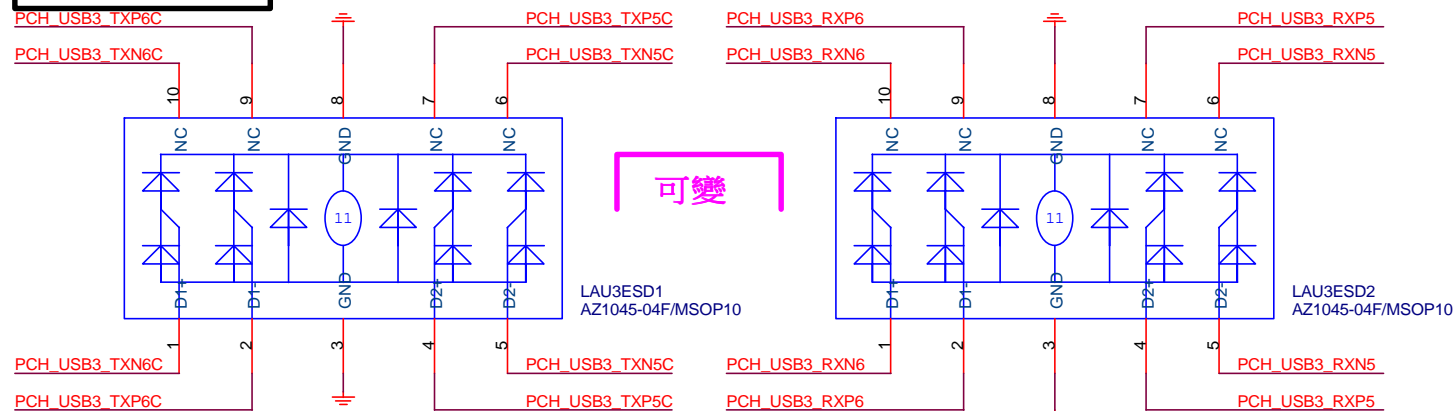 PCH_USB3_TXP6C PCH_USB3_TXP5C PCH_USB3_RXP6 PCH_USB3_RXP5
PCH_USB3_TXN6C PCH_USB3_TXN5C PCH_USB3_RXN6 PCH_USB3_RXN5
10 9 8 7 6 10 9 8 7 6
NC NC GND NC NC NC NC GND NC NC
可變
11 11
D1+ D1- GND D2+ D2- D1+ D1- GND D2+ D2-
LAU3ESD1 LAU3ESD2
AZ1045-04F/MSOP10 AZ1045-04F/MSOP10
1 2 3 4 5 1 2 3 4 5
PCH_USB3_TXN6C PCH_USB3_TXN5C PCH_USB3_RXN6 PCH_USB3_RXN5
PCH_USB3_TXP6C PCH_USB3_TXP5C PCH_USB3_RXP6 PCH_USB3_RXP5